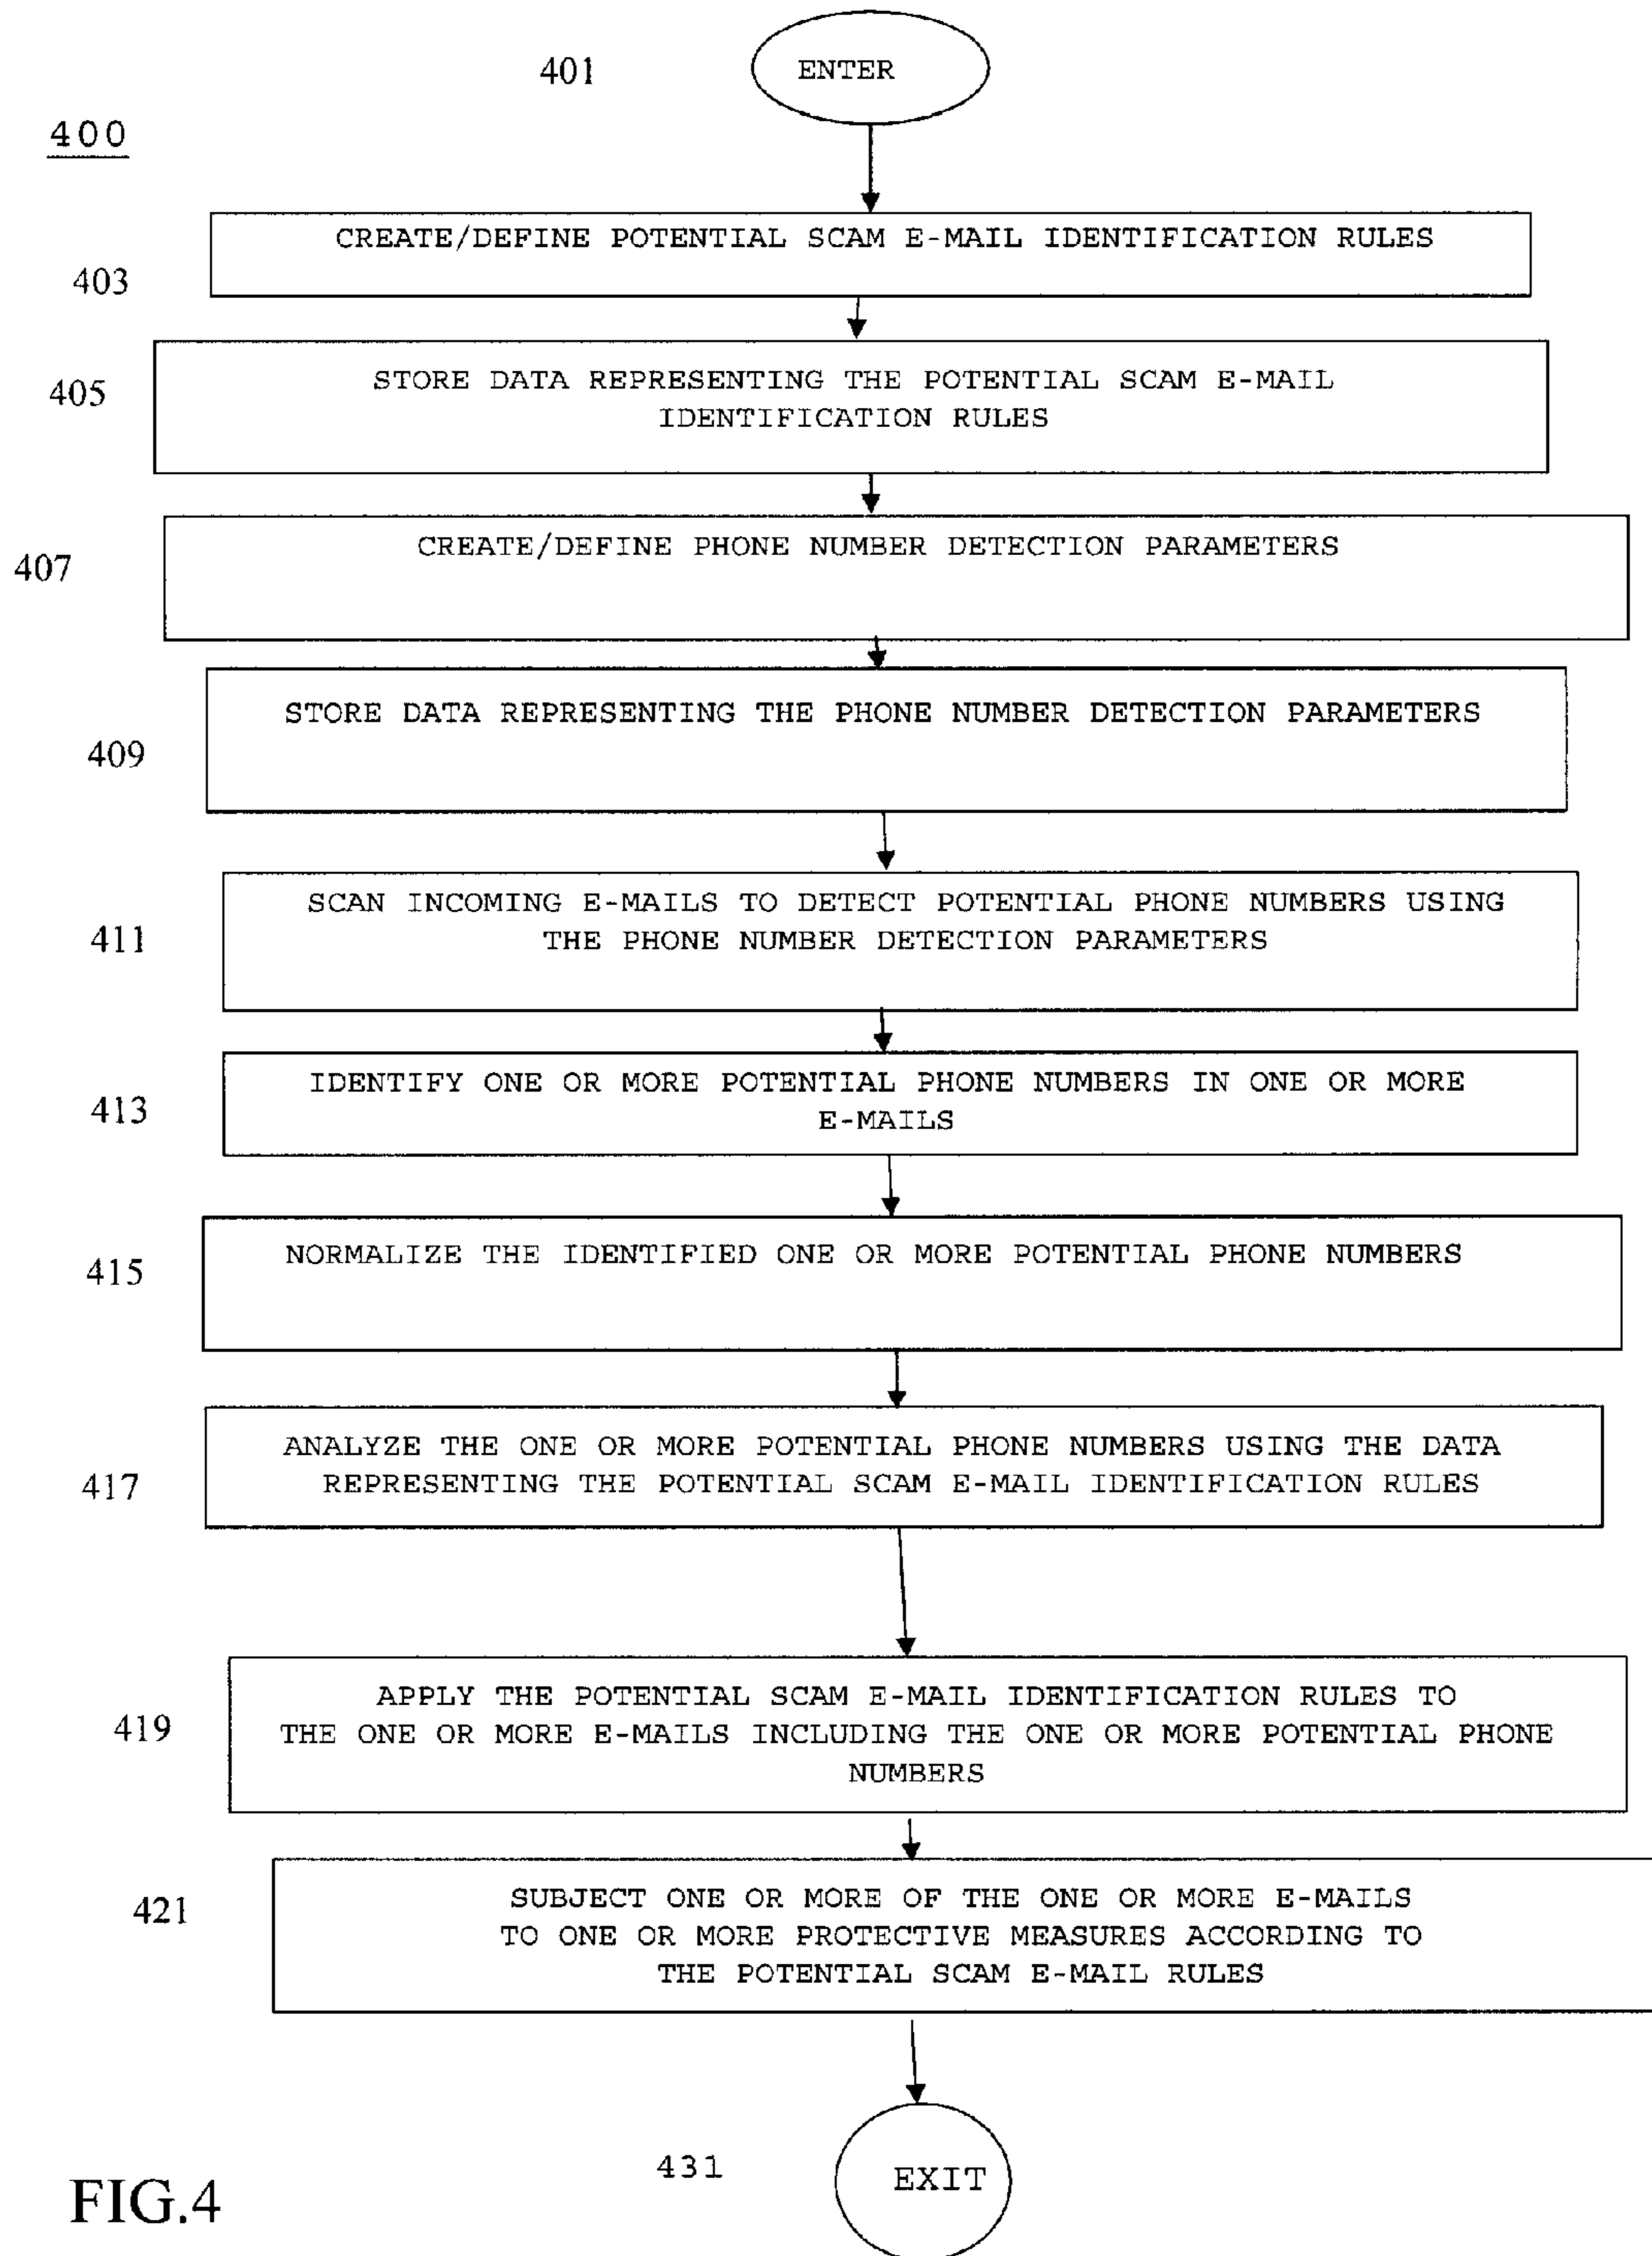 401
ENTER
400
CREATE/DEFINE POTENTIAL SCAM E-MAIL IDENTIFICATION RULES
403
405
STORE DATA REPRESENTING THE POTENTIAL SCAM E-MAIL
IDENTIFICATION RULES
407
CREATE/DEFINE PHONE NUMBER DETECTION PARAMETERS
409
STORE DATA REPRESENTING THE PHONE NUMBER DETECTION PARAMETERS
411
SCAN INCOMING E-MAILS TO DETECT POTENTIAL PHONE NUMBERS USING
THE PHONE NUMBER DETECTION PARAMETERS
413
IDENTIFY ONE OR MORE POTENTIAL PHONE NUMBERS IN ONE OR MORE
E-MAILS
415
NORMALIZE THE IDENTIFIED ONE OR MORE POTENTIAL PHONE NUMBERS
417
ANALYZE THE ONE OR MORE POTENTIAL PHONE NUMBERS USING THE DATA
REPRESENTING THE POTENTIAL SCAM E-MAIL IDENTIFICATION RULES
419
APPLY THE POTENTIAL SCAM E-MAIL IDENTIFICATION RULES TO
THE ONE OR MORE E-MAILS INCLUDING THE ONE OR MORE POTENTIAL PHONE
NUMBERS
421
SUBJECT ONE OR MORE OF THE ONE OR MORE E-MAILS
TO ONE OR MORE PROTECTIVE MEASURES ACCORDING TO
THE POTENTIAL SCAM E-MAIL RULES
431
EXIT
FIG.4